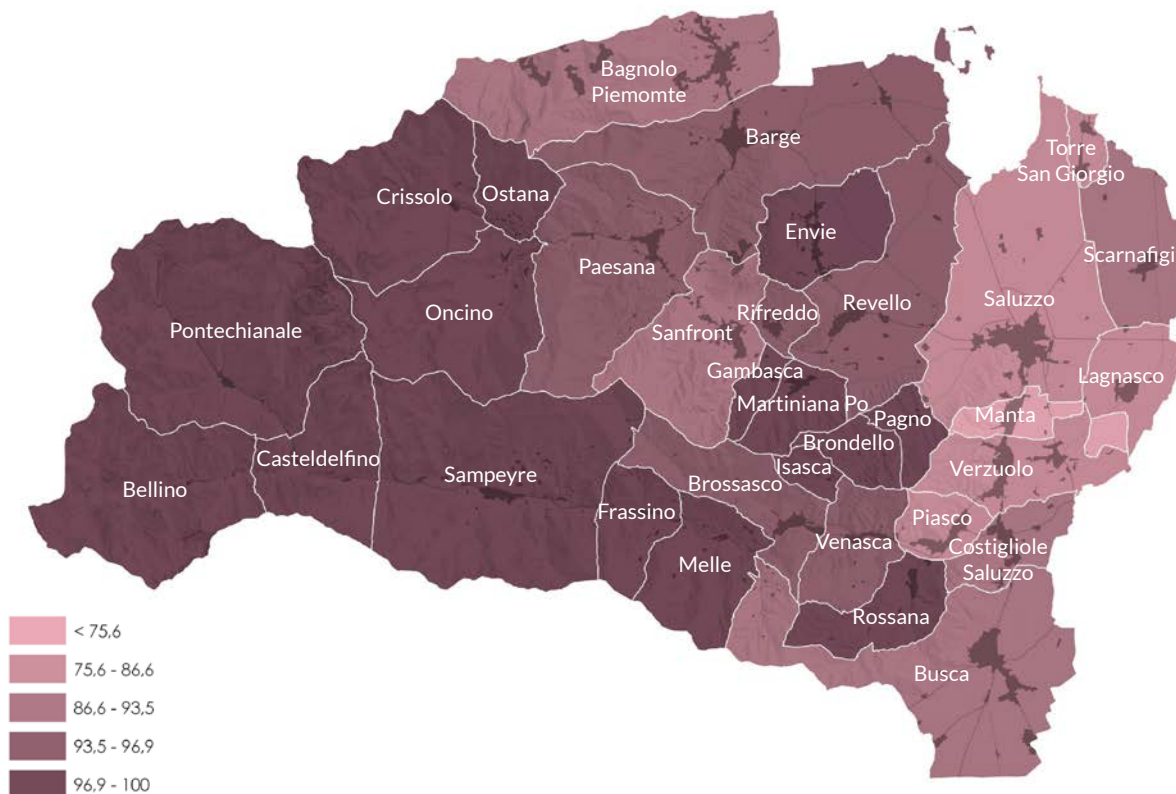 Bagnolo
Piemomte
Barge
Torre
San Giorgio
Crissolo
Ostana
Envie
Scarnafigi
Paesana
Pontechianale
Oncino
Rifreddo
Revello
Saluzzo
Sanfront
Gambasca
Lagnasco
Martiniana Po
Pagno
Manta
Brondello
Casteldelfino
Isasca
Verzuolo
Bellino
Sampeyre
Brossasco
Frassino
Piasco
Venasca
Costigliole
Saluzzo
Melle
Rossana
Busca
< 75,6
75,6 - 86,6
86,6 - 93,5
93,5 - 96,9
96,9 - 100